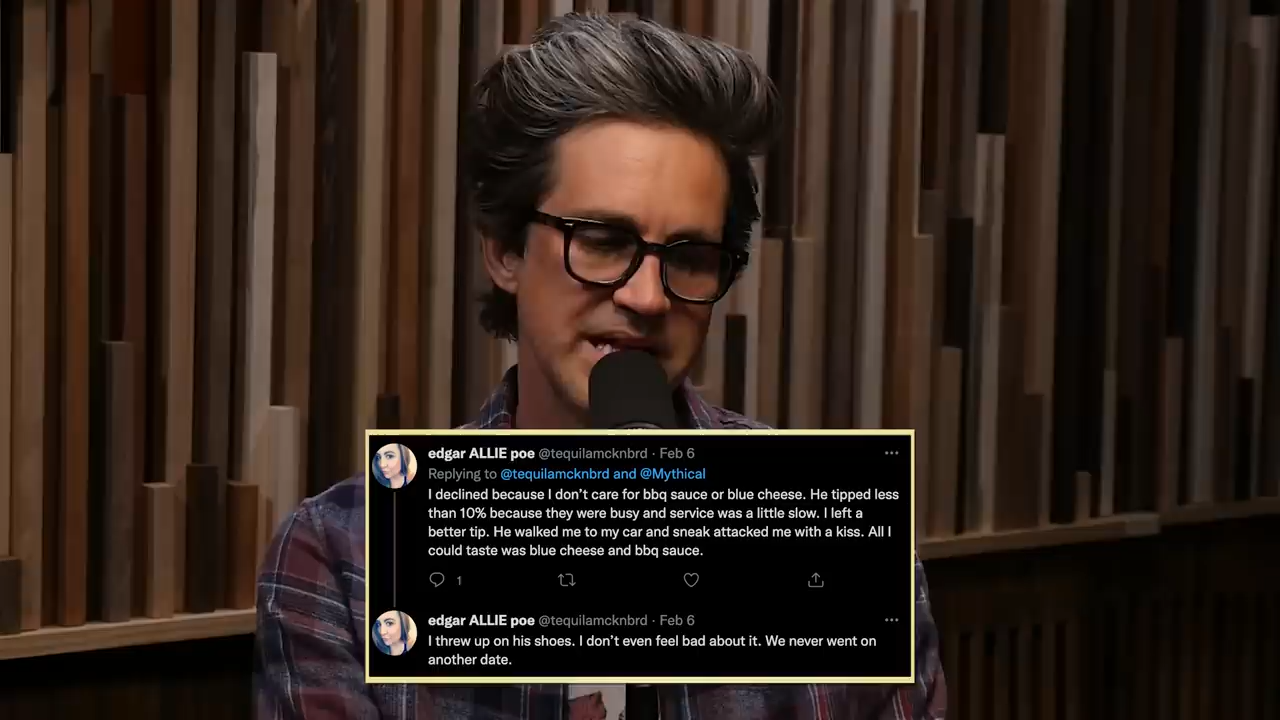 edgar ALLIE poe @tequilamcknbrd · Feb 6
Replying to @tequilamcknbrd and @Mythical
I declined because I don't care for bbq sauce or blue cheese. He tipped less
than 10% because they were busy and service was a little slow. I left a
better tip. He walked me to my car and sneak attacked me with a kiss. All I
could taste was blue cheese and bbq sauce.
1
edgar ALLIE poe @tequilamcknbrd · Feb 6
I threw up on his shoes. I don't even feel bad about it. We never went on
another date.